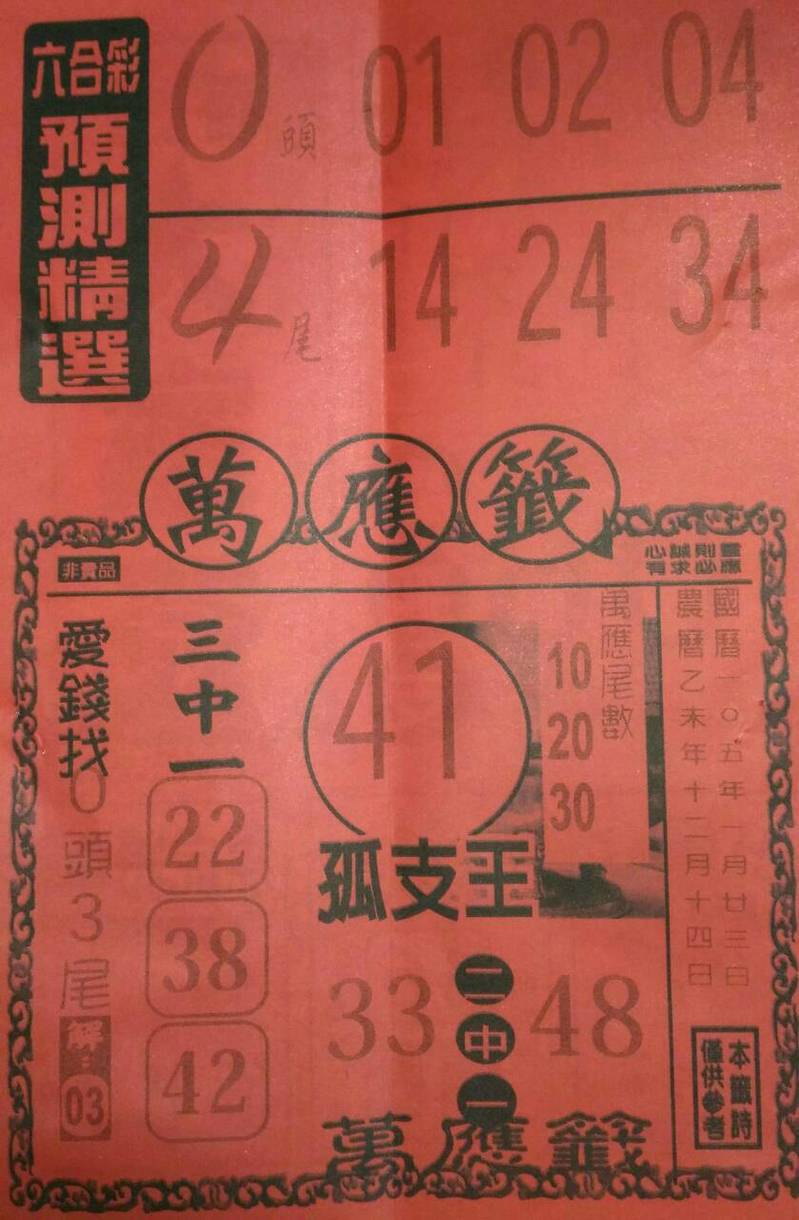 六合彩
預測精選
0頭 01 02 04
4尾 14 24 34
萬應籤
非賣品
心誠則靈
有求必應
國曆一〇五年一月廿三日
農曆乙未年十二月十四日
萬應尾數
10
20
30
41
孤支王
三中一
22
38
42
愛錢找
0頭3尾
解:03
33 二中一 48
萬應籤
本籤詩
僅供參考